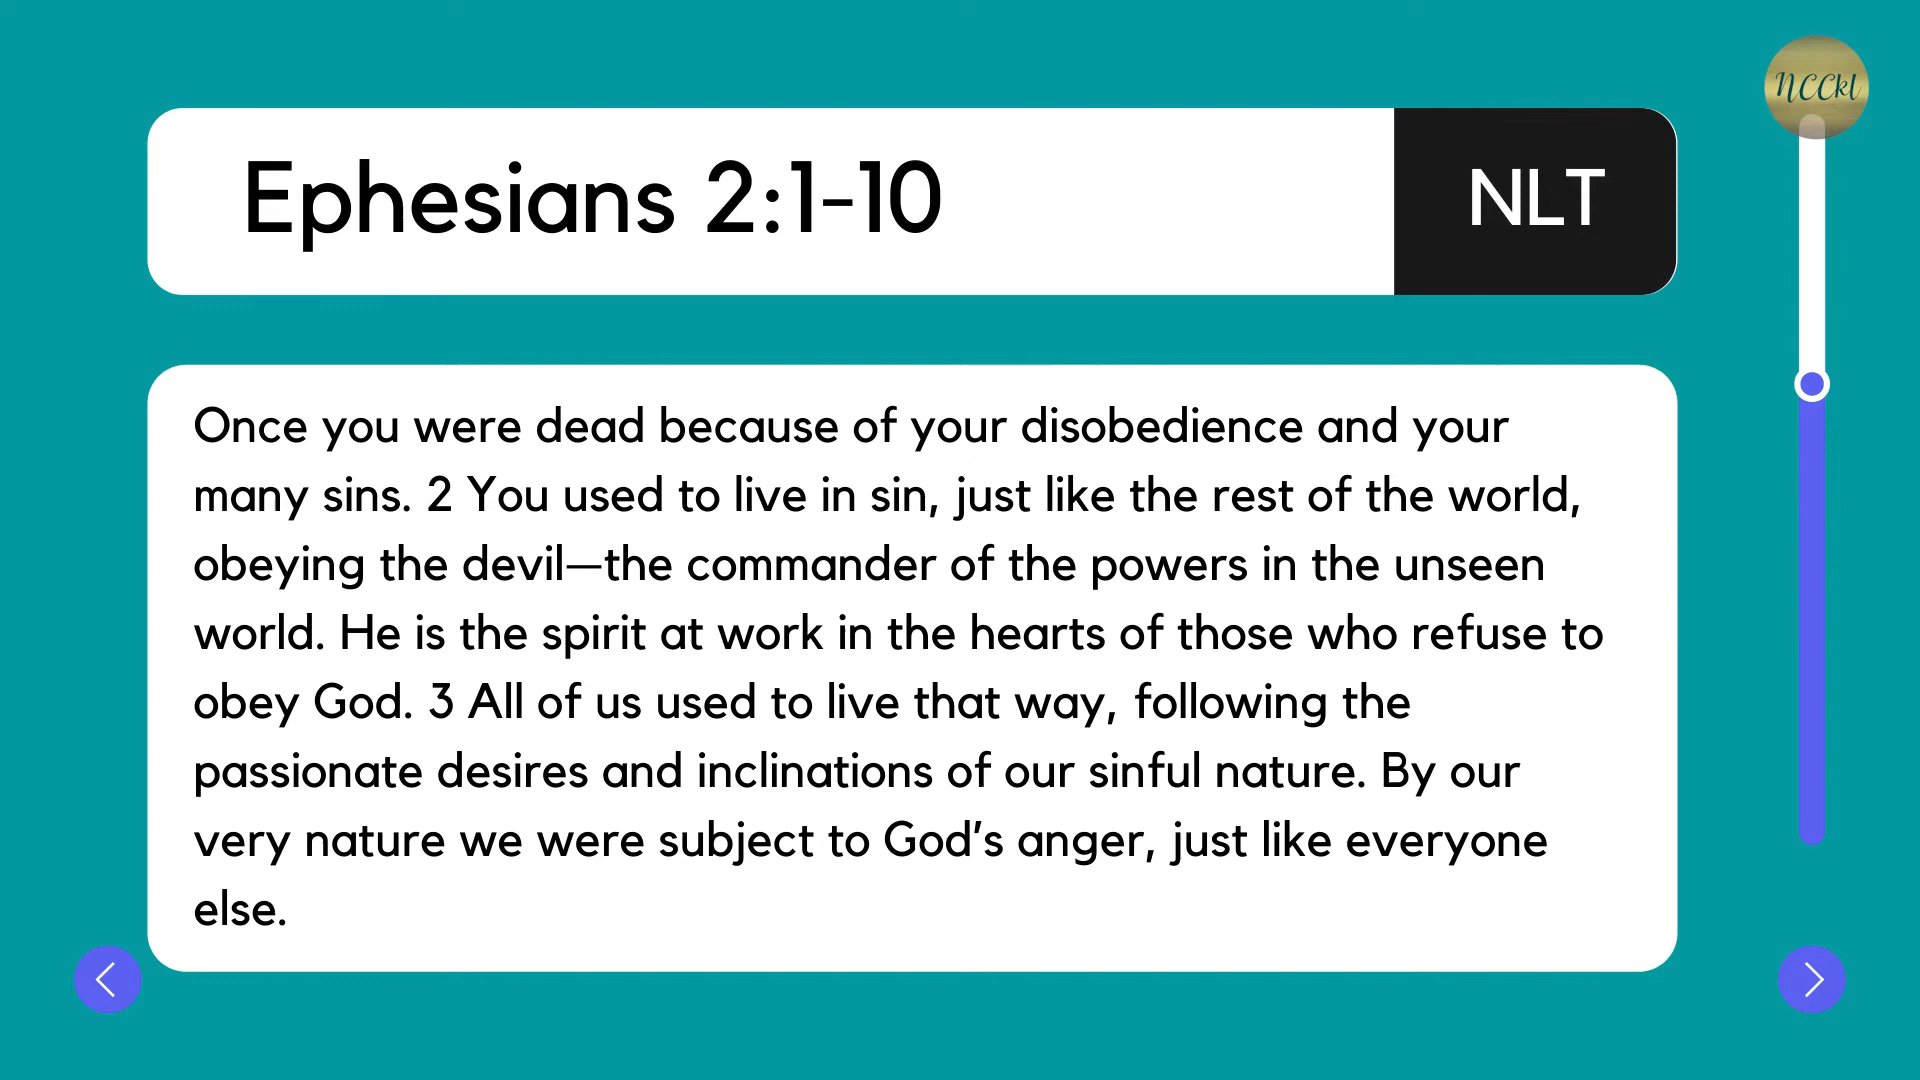 NCCkl
Ephesians 2:1-10
NLT
Once you were dead because of your disobedience and your
many sins. 2 You used to live in sin, just like the rest of the world,
obeying the devil—the commander of the powers in the unseen
world. He is the spirit at work in the hearts of those who refuse to
obey God. 3 All of us used to live that way, following the
passionate desires and inclinations of our sinful nature. By our
very nature we were subject to God’s anger, just like everyone
else.